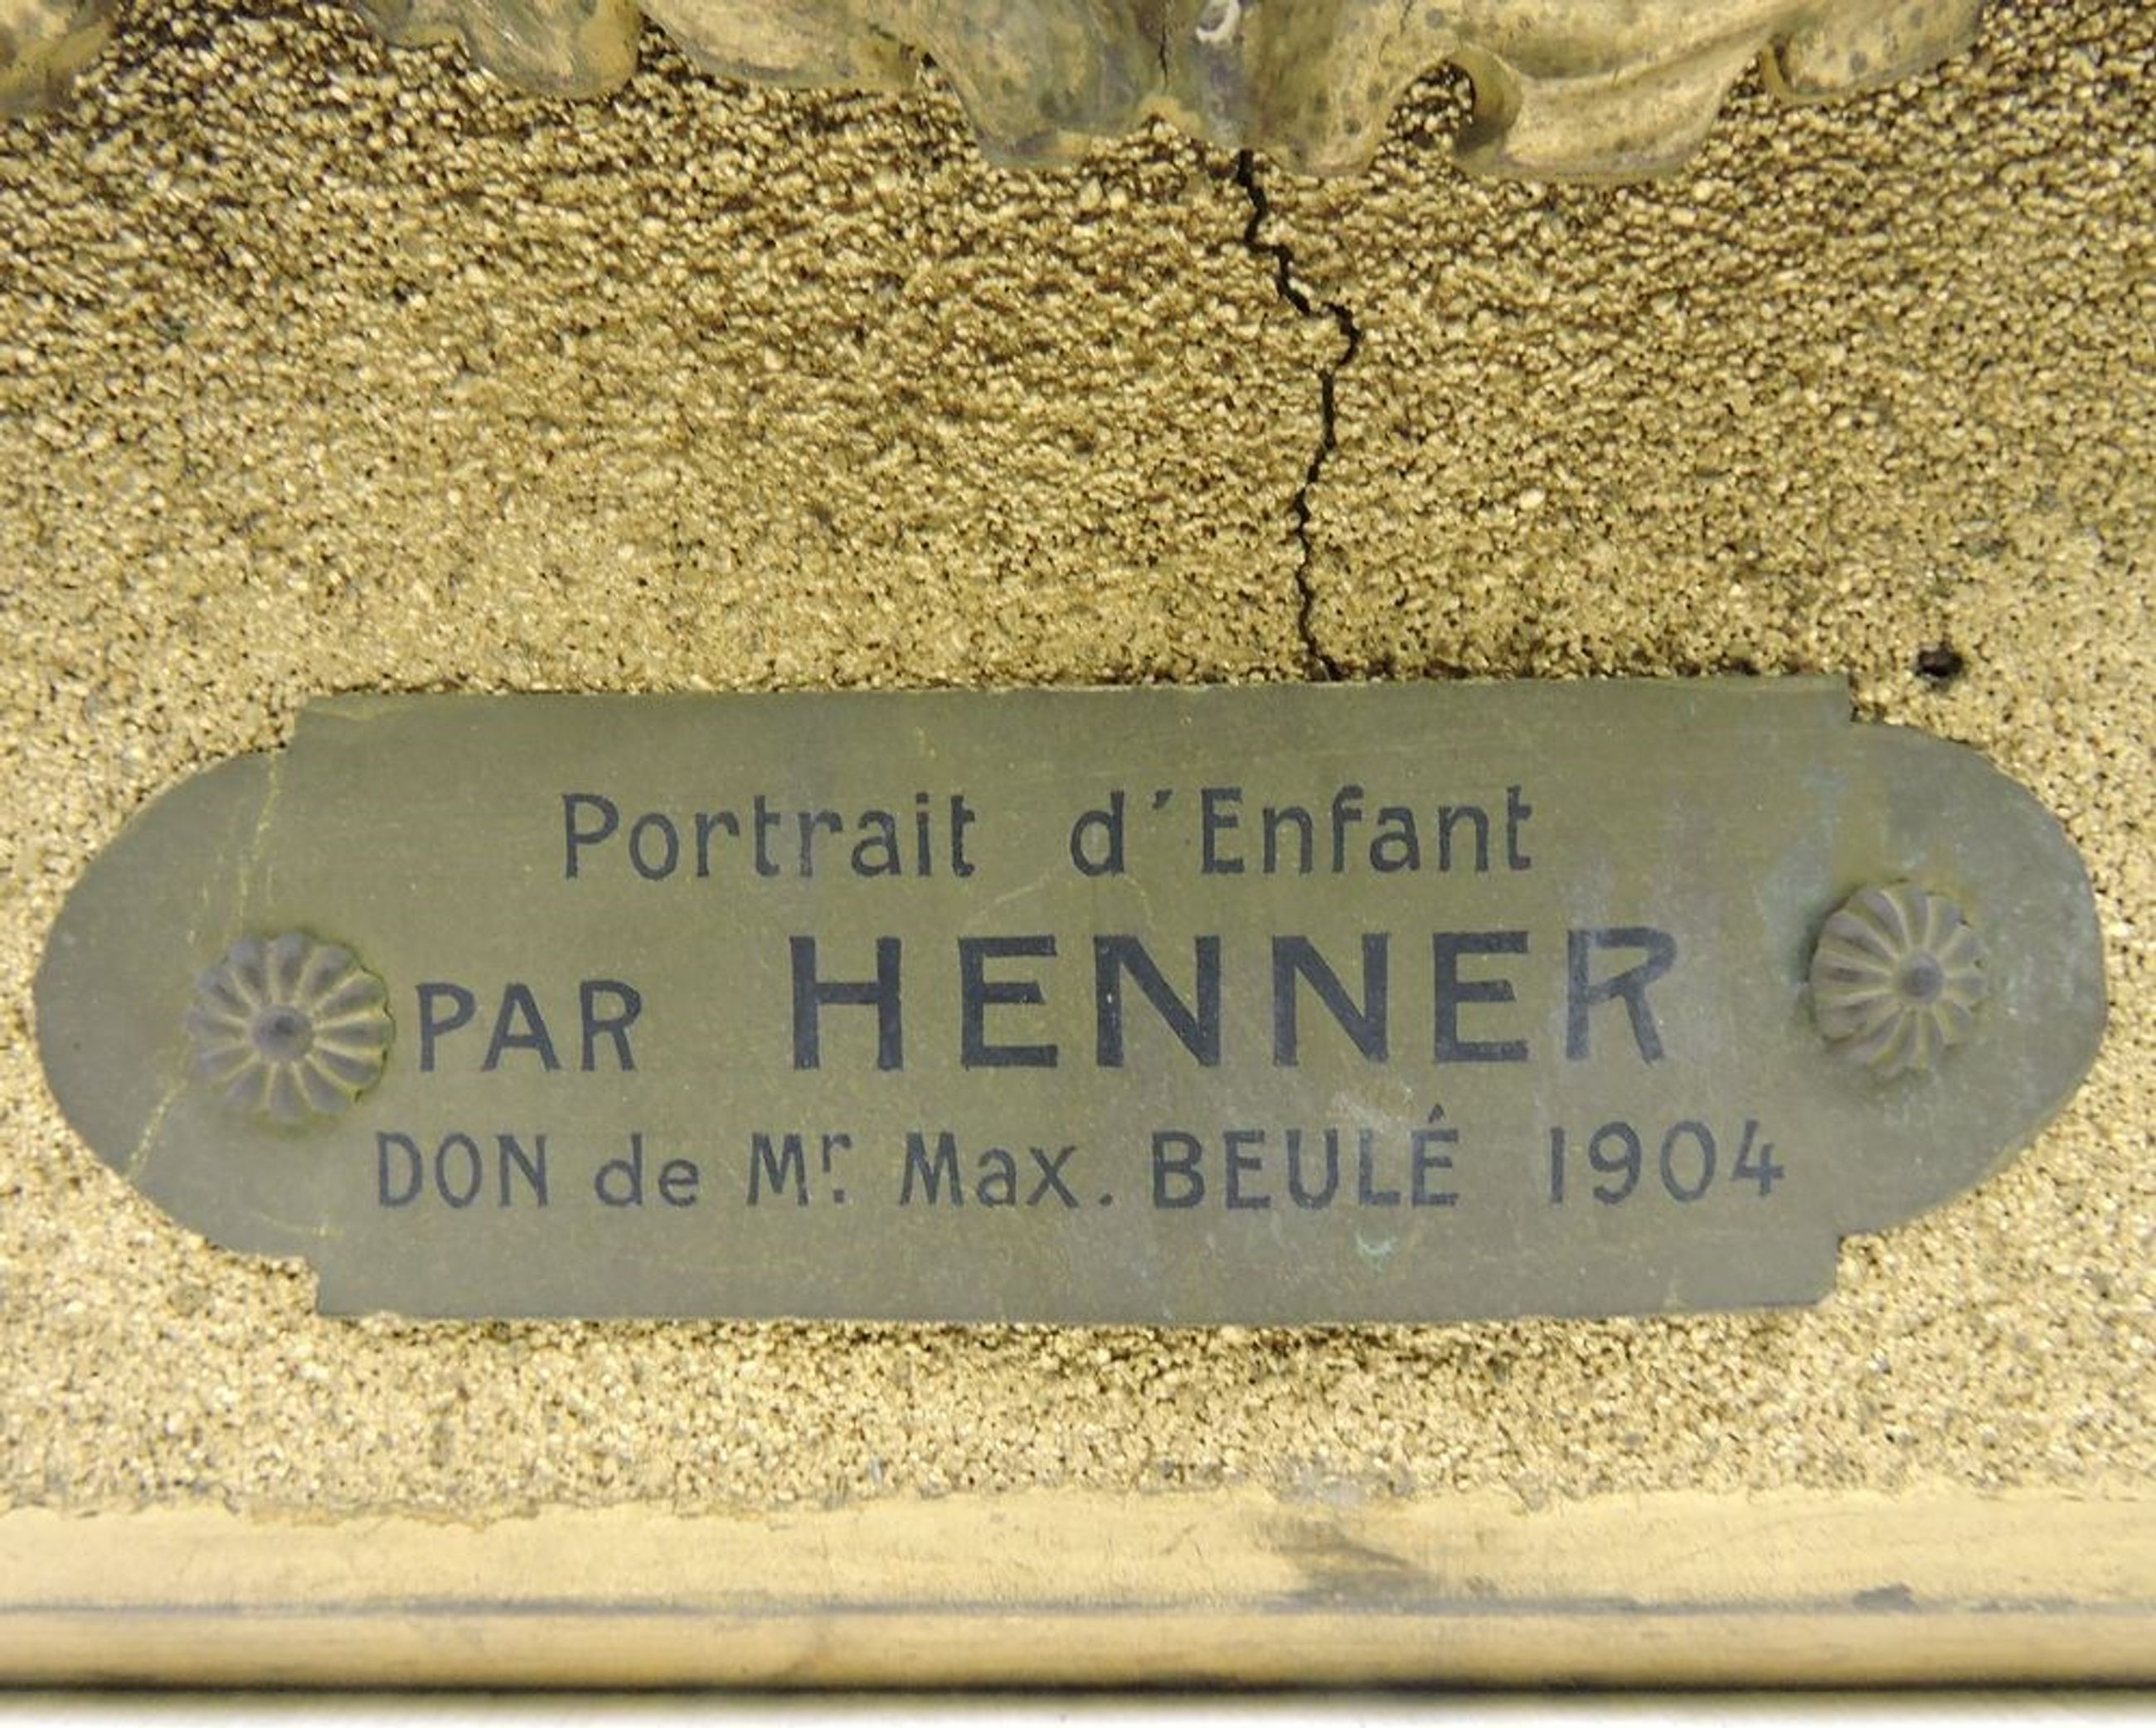 Portrait d'Enfant
PAR HENNER
DON de Mr. Max. BEULÉ 1904